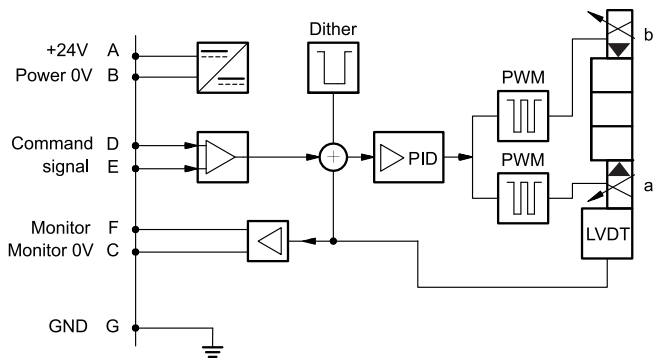 Dither
+24V A
Power 0V B
b
PWM
Command D
signal E
PID
PWM
a
Monitor F
Monitor 0V C
LVDT
GND G